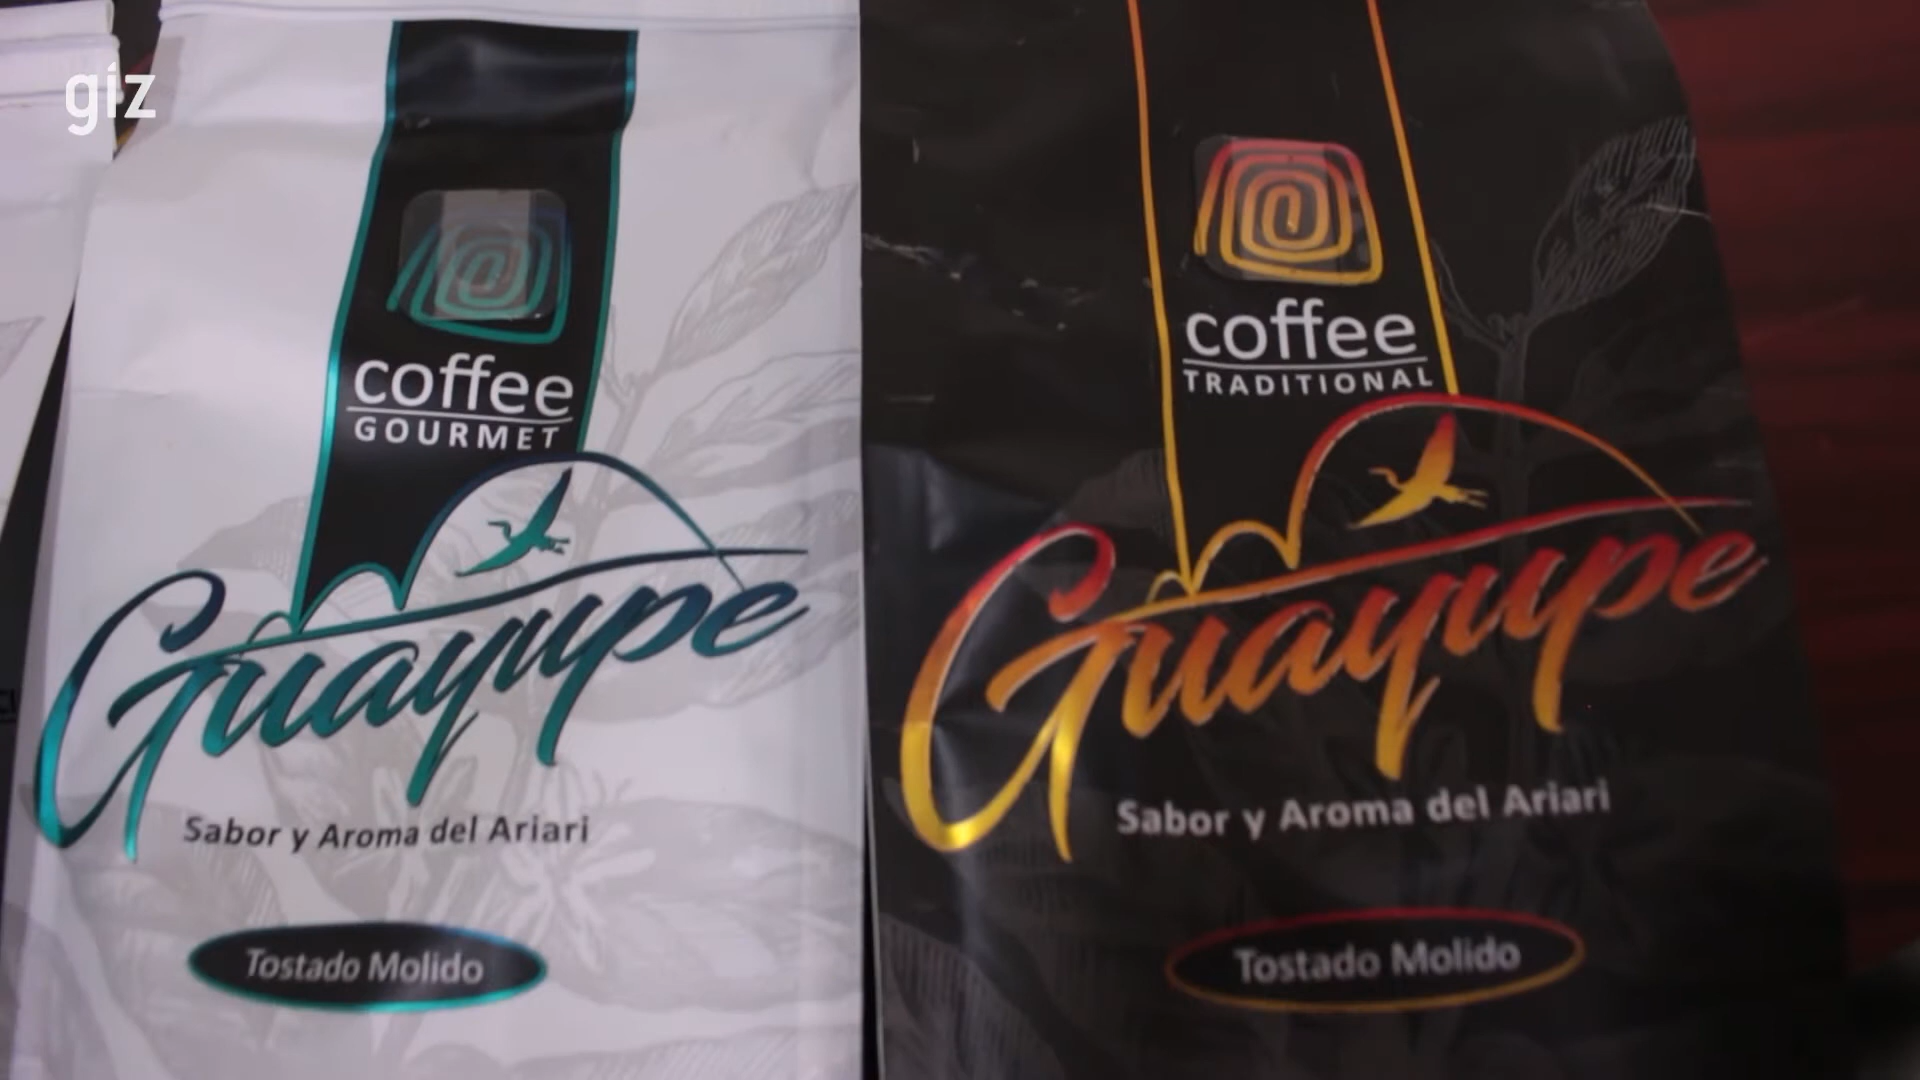 giz
coffee
GOURMET
Guayupe
Sabor y Aroma del Ariari
Tostado Molido
coffee
TRADITIONAL
Guayupe
Sabor y Aroma del Ariari
Tostado Molido